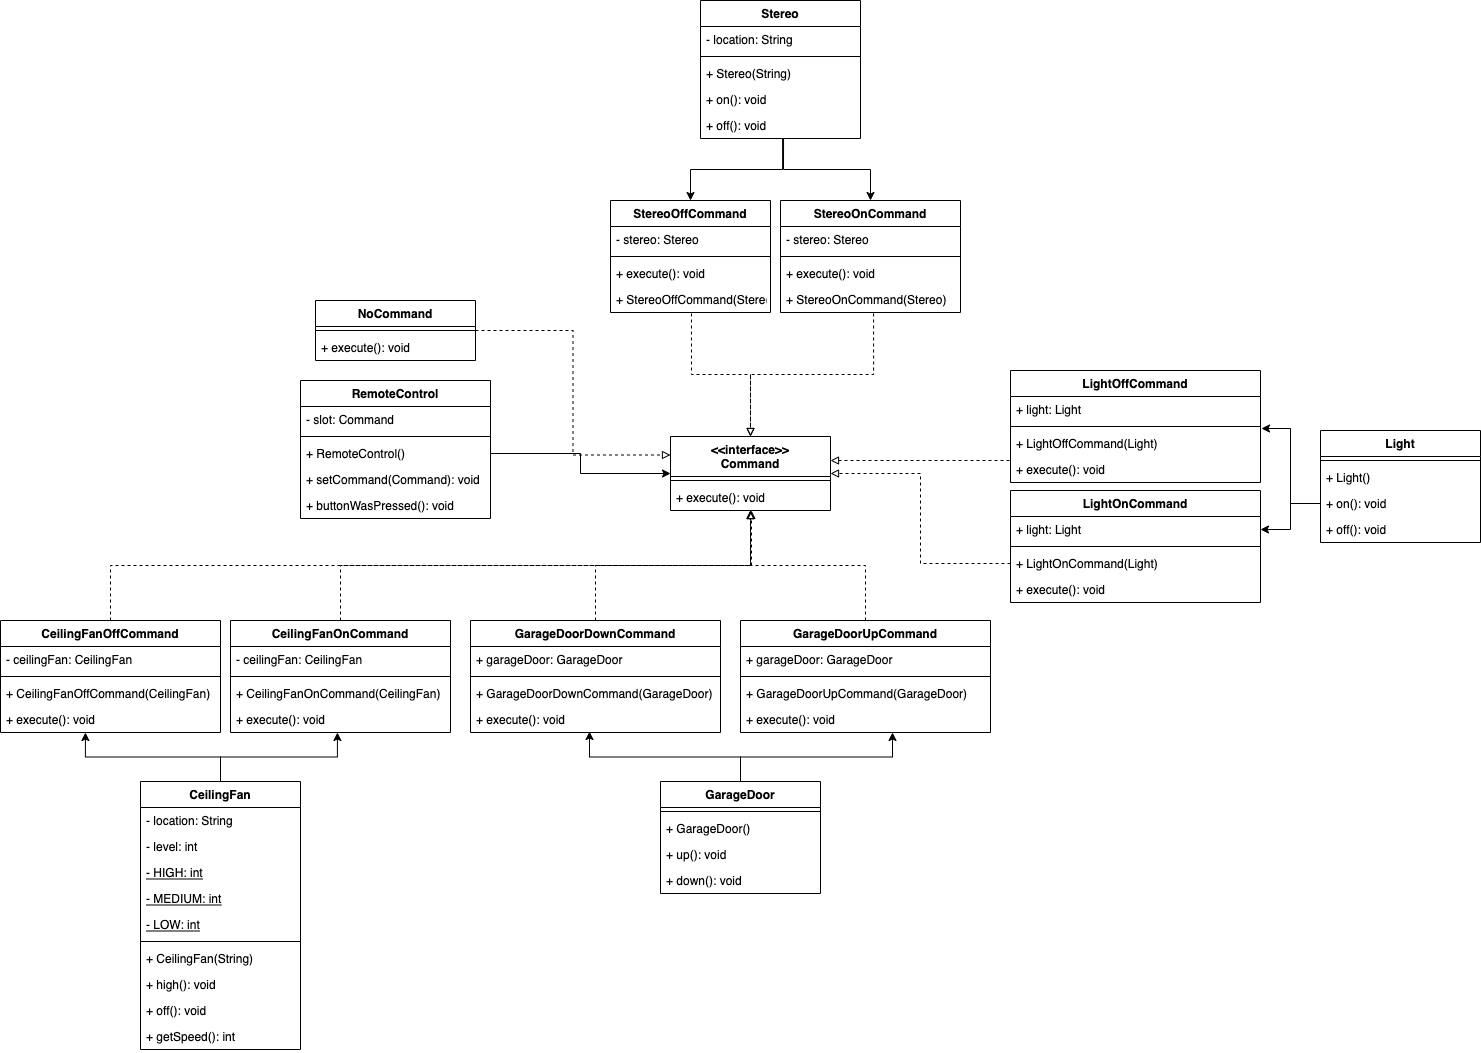 Stereo
- location: String
+ Stereo(String)
+ on(): void
+ off(): void
StereoOffCommand
- stereo: Stereo
+ execute(): void
+ StereoOffCommand(Stere
StereoOnCommand
- stereo: Stereo
+ execute(): void
+ StereoOnCommand(Stereo)
NoCommand
+ execute(): void
RemoteControl
- slot: Command
+ RemoteControl()
+ setCommand(Command): void
+ buttonWasPressed(): void
<<interface>>
Command
+ execute(): void
LightOffCommand
+ light: Light
+ LightOffCommand(Light)
+ execute(): void
LightOnCommand
+ light: Light
+ LightOnCommand(Light)
+ execute(): void
Light
+ Light()
+ on(): void
+ off(): void
CeilingFanOffCommand
- ceilingFan: CeilingFan
+ CeilingFanOffCommand(CeilingFan)
+ execute(): void
CeilingFanOnCommand
- ceilingFan: CeilingFan
+ CeilingFanOnCommand(CeilingFan)
+ execute(): void
GarageDoorDownCommand
+ garageDoor: GarageDoor
+ GarageDoorDownCommand(GarageDoor)
+ execute(): void
GarageDoorUpCommand
+ garageDoor: GarageDoor
+ GarageDoorUpCommand(GarageDoor)
+ execute(): void
CeilingFan
- location: String
- level: int
- HIGH: int
- MEDIUM: int
- LOW: int
+ CeilingFan(String)
+ high(): void
+ off(): void
+ getSpeed(): int
GarageDoor
+ GarageDoor()
+ up(): void
+ down(): void